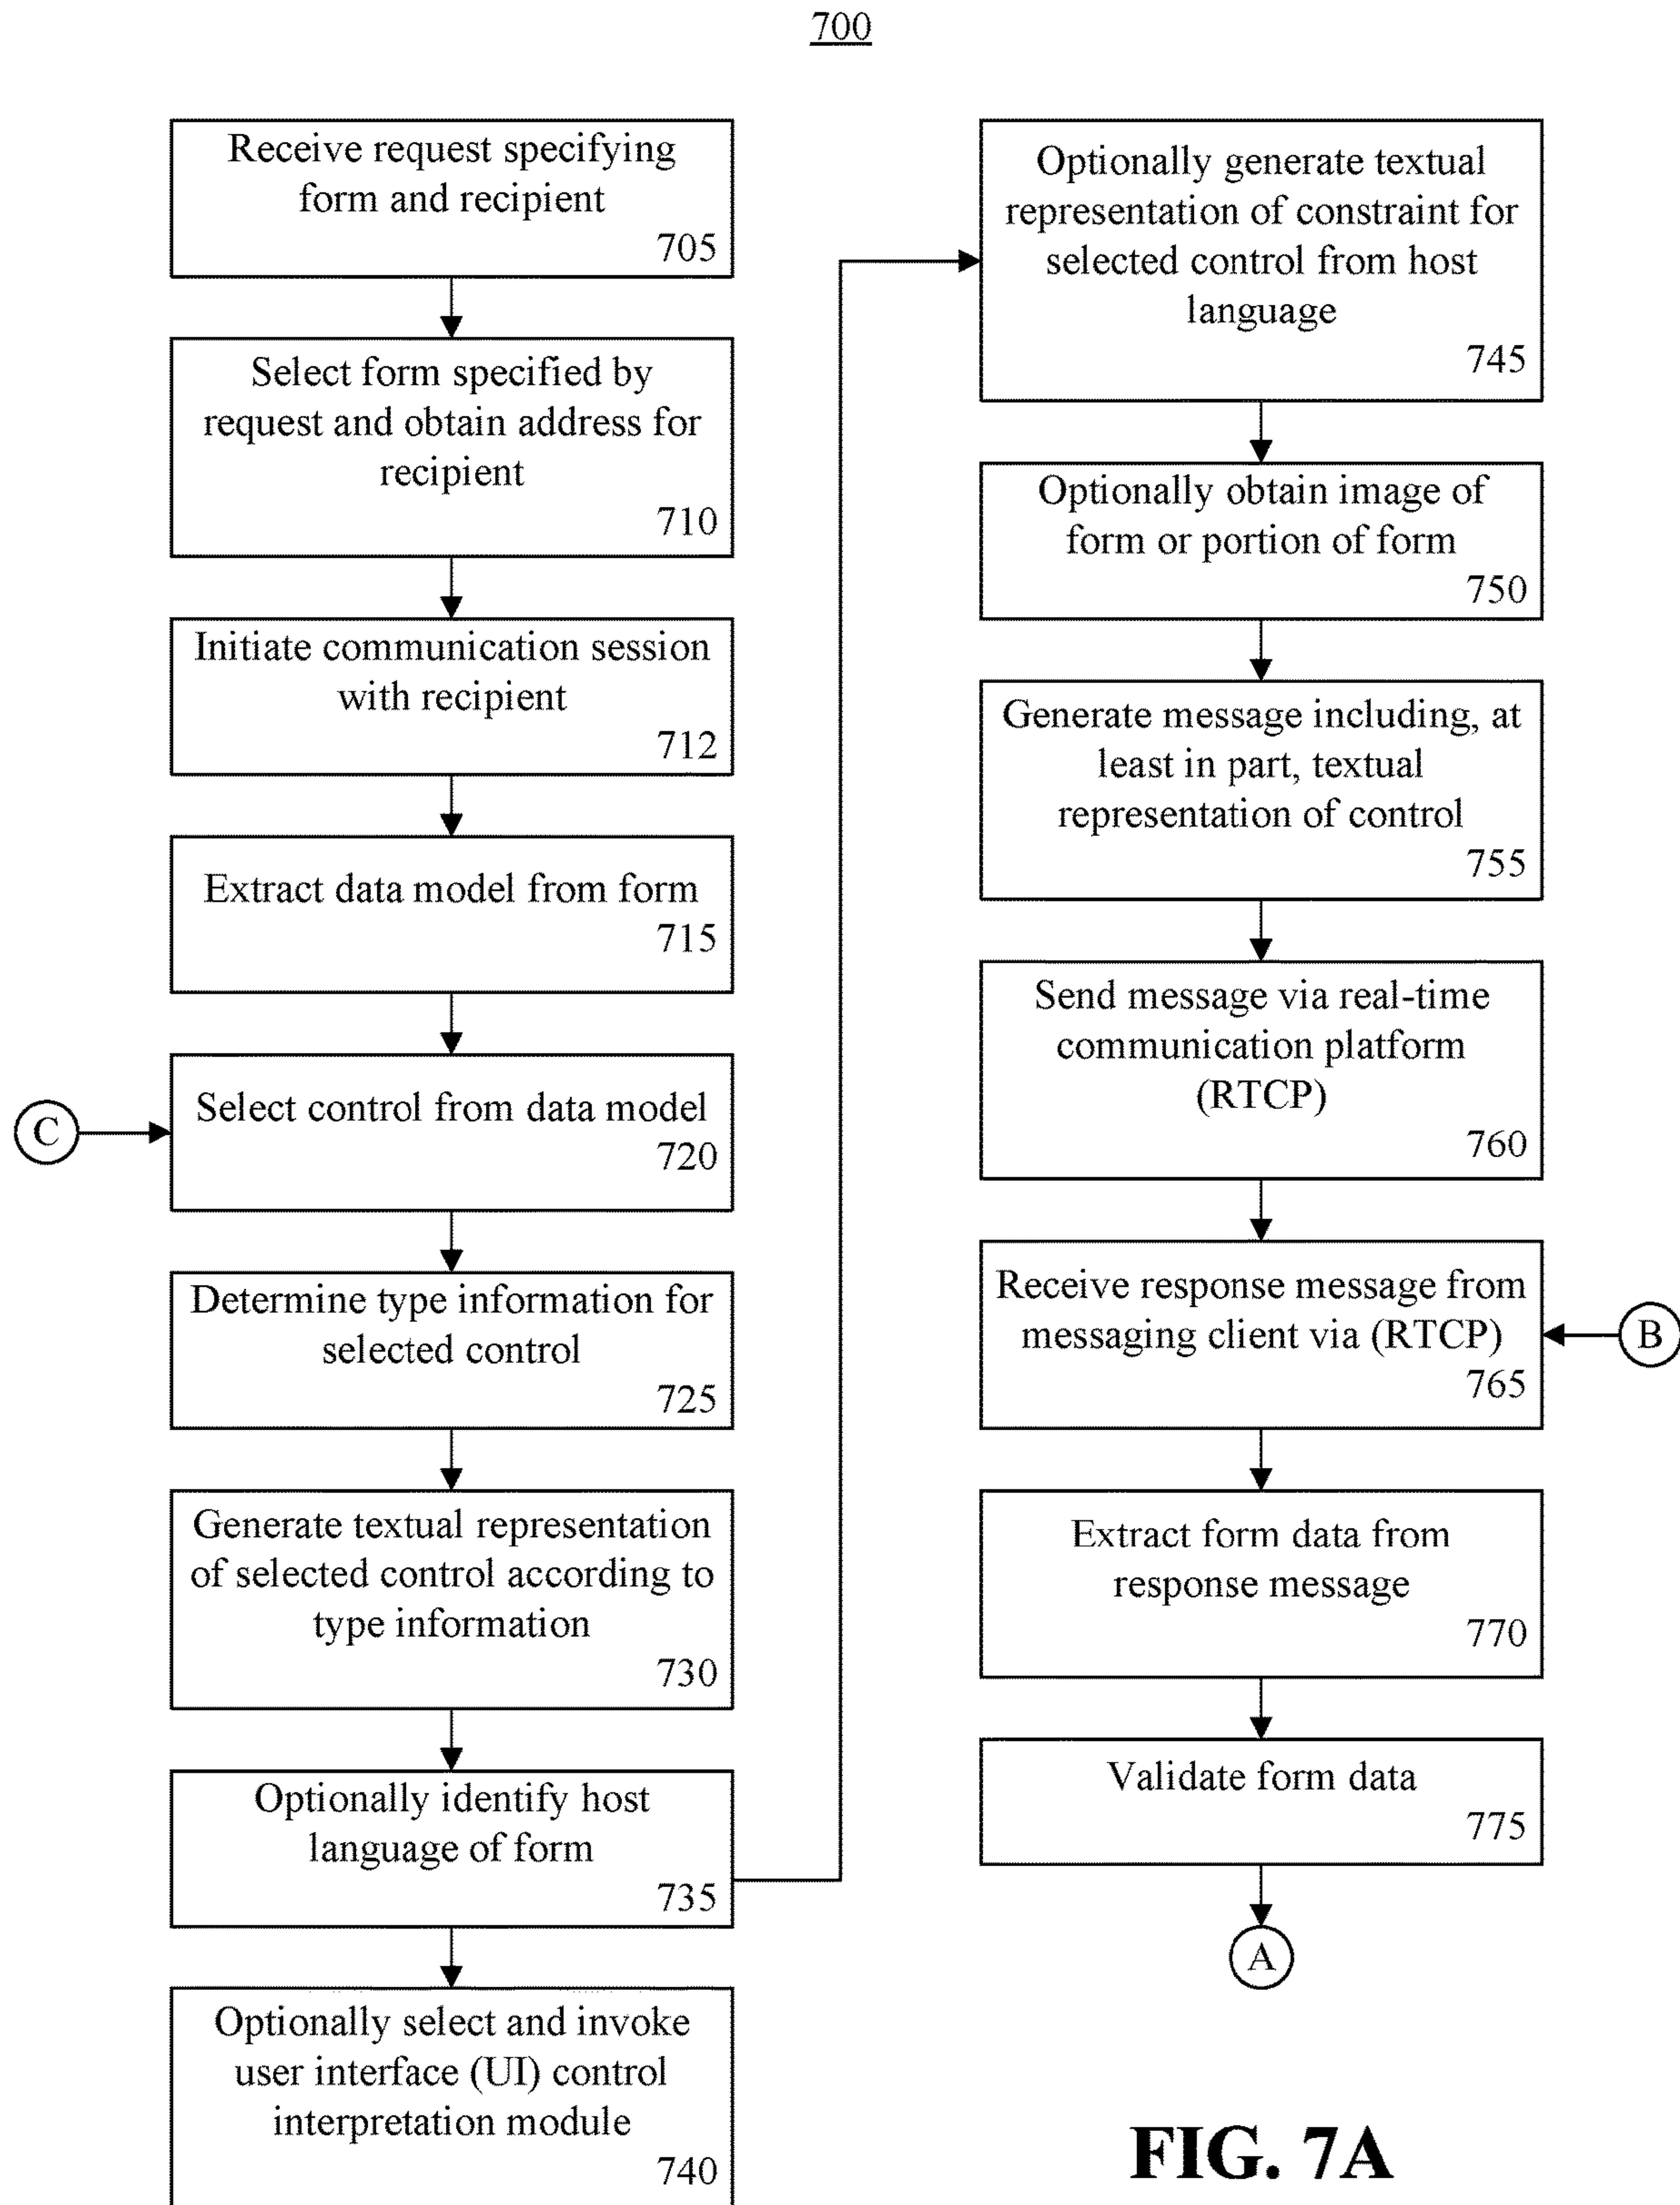 700
Receive request specifying
form and recipient
705
Select form specified by
request and obtain address for
recipient
710
Initiate communication session
with recipient
712
Extract data model from form
715
C
Select control from data model
720
Determine type information for
selected control
725
Generate textual representation
of selected control according to
type information
730
Optionally identify host
language of form
735
Optionally select and invoke
user interface (UI) control
interpretation module
740
Optionally generate textual
representation of constraint for
selected control from host
language
745
Optionally obtain image of
form or portion of form
750
Generate message including, at
least in part, textual
representation of control
755
Send message via real-time
communication platform
(RTCP)
760
Receive response message from
messaging client via (RTCP)
765
B
Extract form data from
response message
770
Validate form data
775
A
FIG. 7A